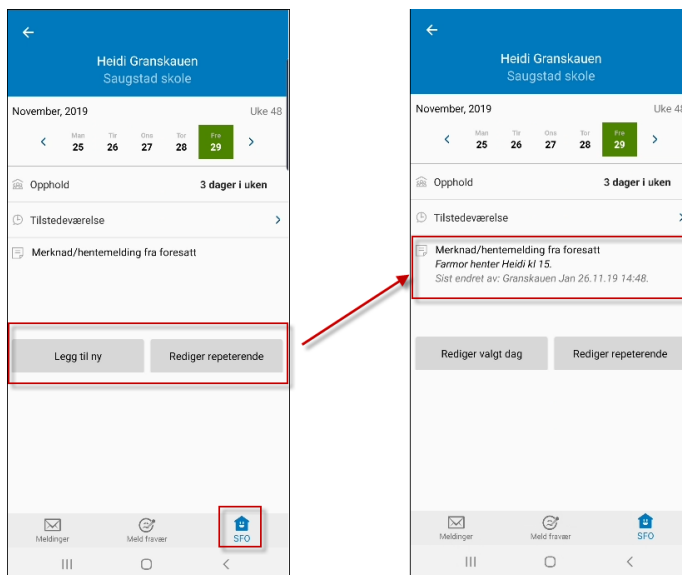 Heidi Granskauen
Saugstad skole
November, 2019 Uke 48
Man Tir Ons Tor Fre
25 26 27 28 29
Opphold 3 dager i uken
Tilstedeværelse
Merknad/hentemelding fra foresatt
Legg til ny Rediger repeterende
Meldinger Meld fravær SFO
Heidi Granskauen
Saugstad skole
November, 2019 Uke 48
Man Tir Ons Tor Fre
25 26 27 28 29
Opphold 3 dager i uken
Tilstedeværelse
Merknad/hentemelding fra foresatt
Farmor henter Heidi kl 15.
Sist endret av: Granskauen Jan 26.11.19 14:48.
Rediger valgt dag Rediger repeterende
Meldinger Meld fravær SFO